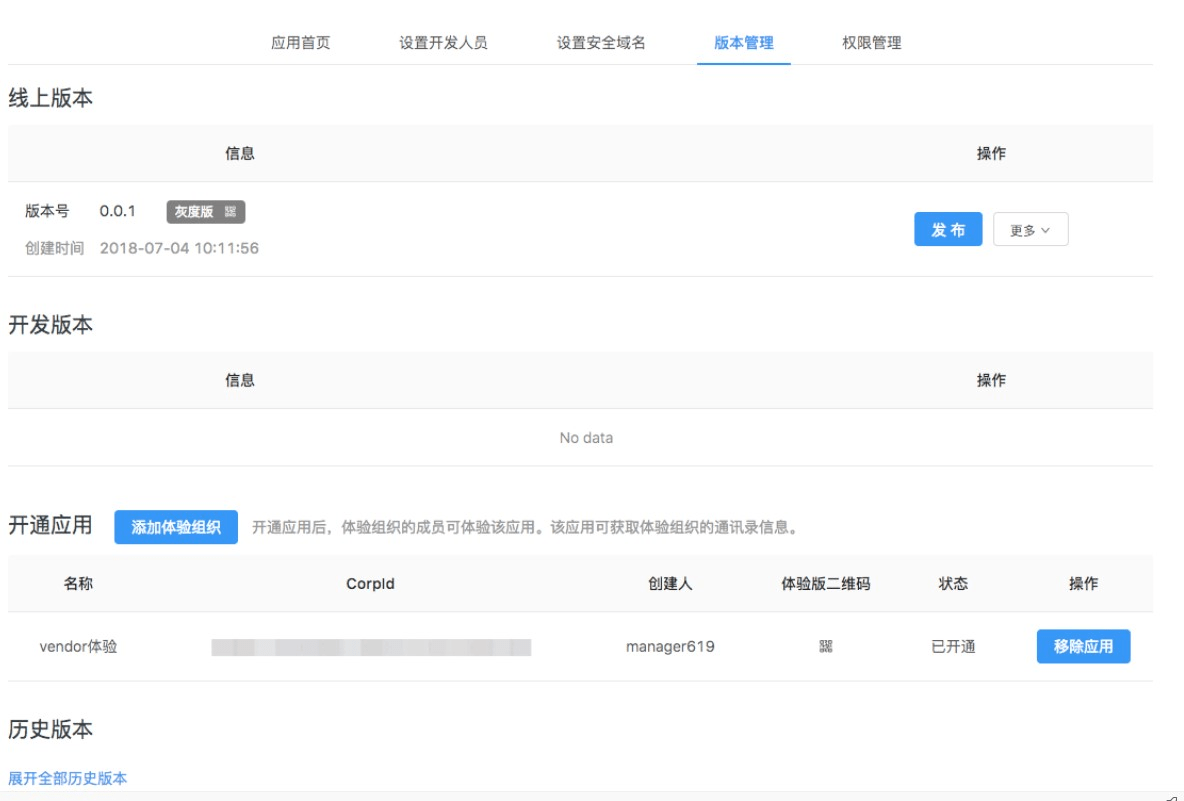 应用首页 设置开发人员 设置安全域名 版本管理 权限管理
线上版本
信息 操作
版本号 0.0.1 灰度版 发布 更多
创建时间 2018-07-04 10:11:56
开发版本
信息 操作
No data
开通应用 添加体验组织 开通应用后，体验组织的成员可体验该应用。该应用可获取体验组织的通讯录信息。
名称 CorpId 创建人 体验版二维码 状态 操作
vendor体验 manager619 已开通 移除应用
历史版本
展开全部历史版本